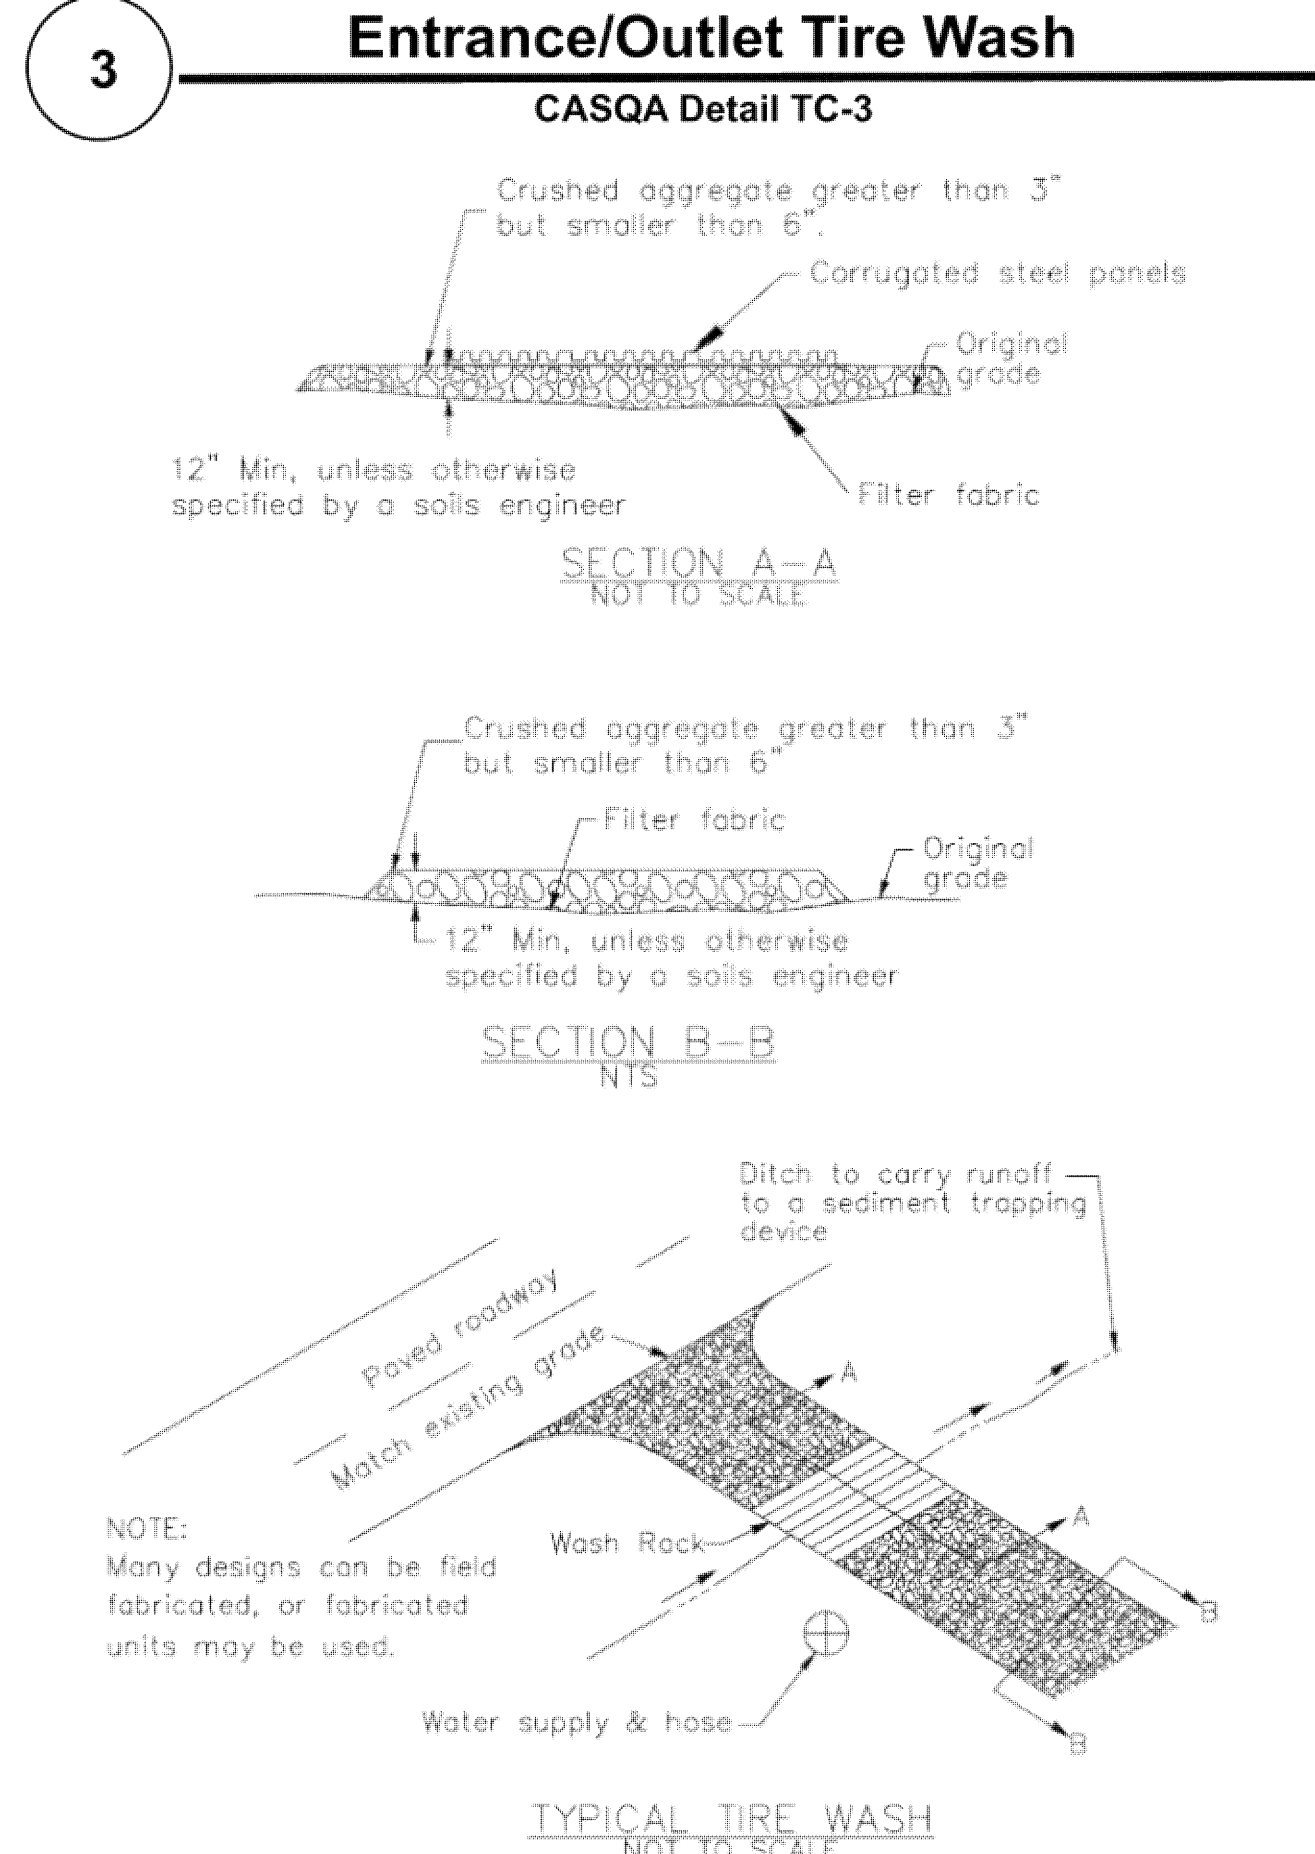 3
Entrance/Outlet Tire Wash
CASQA Detail TC-3
Crushed aggregate greater than 3"
but smaller than 6".
Corrugated steel panels
Original
grade
12" Min, unless otherwise
specified by a soils engineer
Filter fabric
SECTION A-A
NOT TO SCALE
Crushed aggregate greater than 3"
but smaller than 6"
Filter fabric
Original
grade
12" Min, unless otherwise
specified by a soils engineer
SECTION B-B
NTS
Ditch to carry runoff
to a sediment trapping
device
Paved roadway
Match existing grade
A
Wash Rack
A
NOTE:
Many designs can be field
fabricated, or fabricated
units may be used.
B
Water supply & hose
B
TYPICAL TIRE WASH
NOT TO SCALE